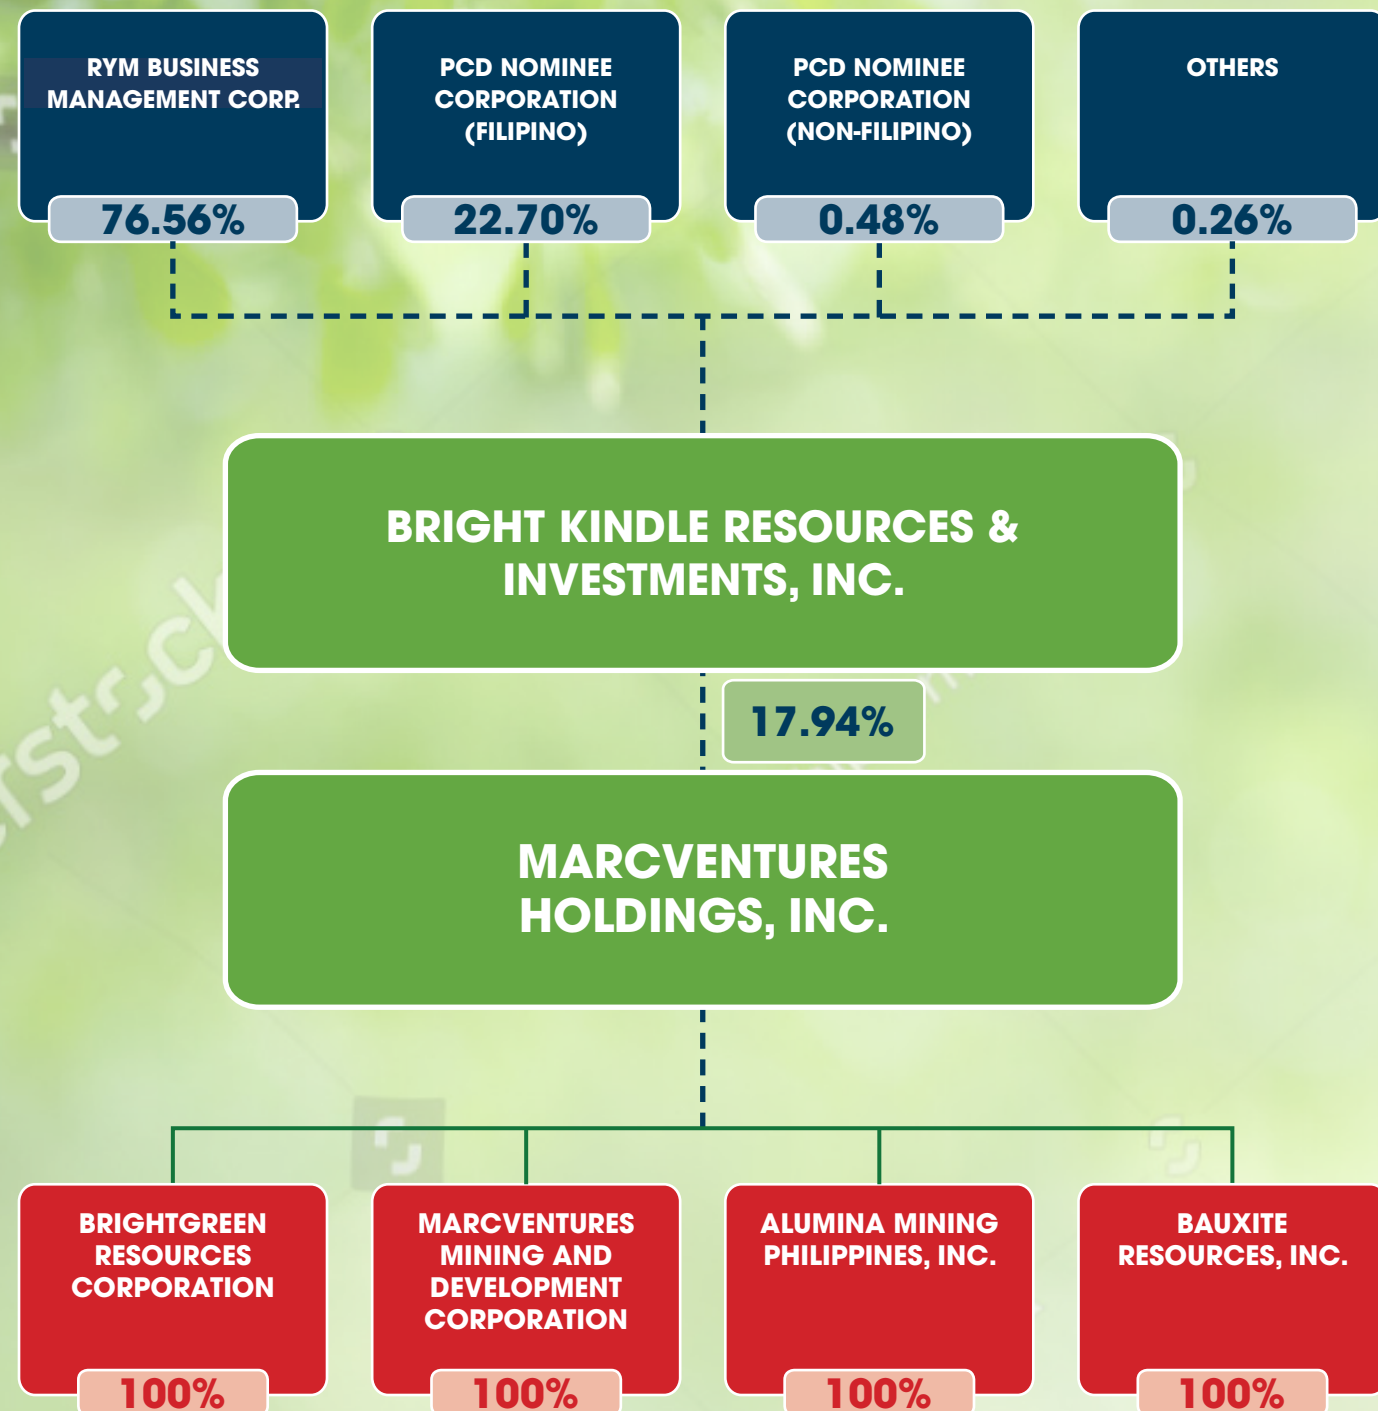 RYM BUSINESS
MANAGEMENT CORP.
76.56%
PCD NOMINEE
CORPORATION
(FILIPINO)
22.70%
PCD NOMINEE
CORPORATION
(NON-FILIPINO)
0.48%
OTHERS
0.26%
BRIGHT KINDLE RESOURCES &
INVESTMENTS, INC.
17.94%
MARCVENTURES
HOLDINGS, INC.
BRIGHTGREEN
RESOURCES
CORPORATION
100%
MARCVENTURES
MINING AND
DEVELOPMENT
CORPORATION
100%
ALUMINA MINING
PHILIPPINES, INC.
100%
BAUXITE
RESOURCES, INC.
100%